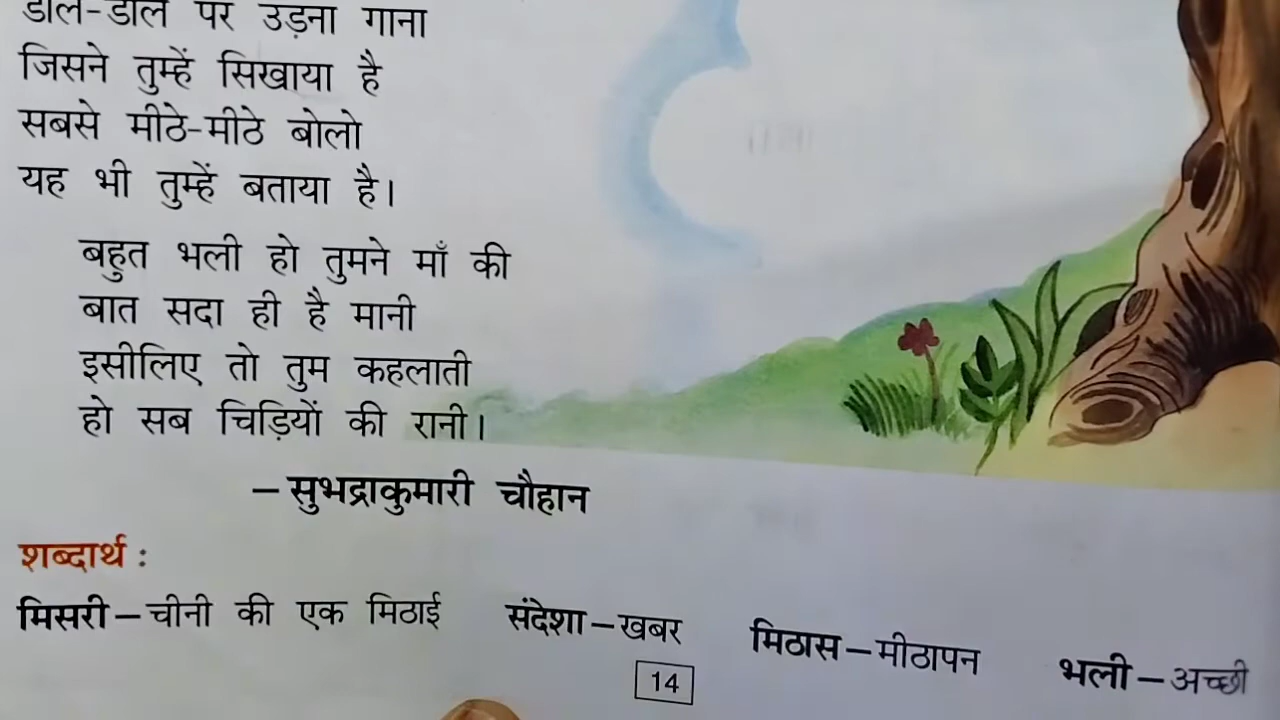 डाल-डाल पर उड़ना गाना
जिसने तुम्हें सिखाया है
सबसे मीठे-मीठे बोलो
यह भी तुम्हें बताया है।
बहुत भली हो तुमने माँ की
बात सदा ही है मानी
इसीलिए तो तुम कहलाती
हो सब चिड़ियों की रानी।
– सुभद्राकुमारी चौहान
शब्दार्थ :
मिसरी – चीनी की एक मिठाई संदेशा – खबर मिठास – मीठापन भली – अच्छी
14